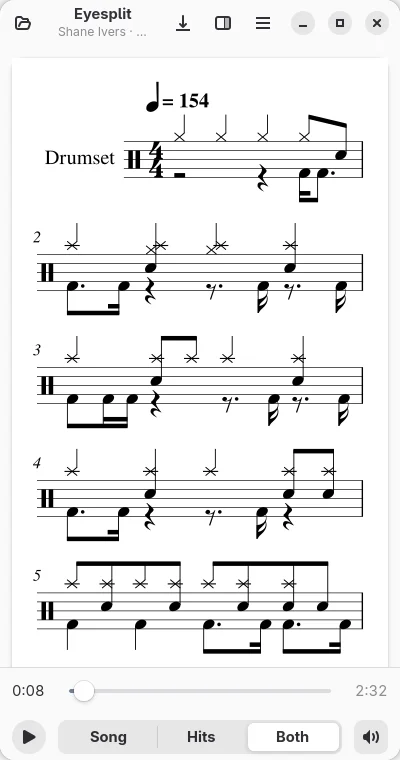 Eyesplit
Shane Ivers · ...
= 154
Drumset
4
4
2
3
4
5
0:08
2:32
Song
Hits
Both